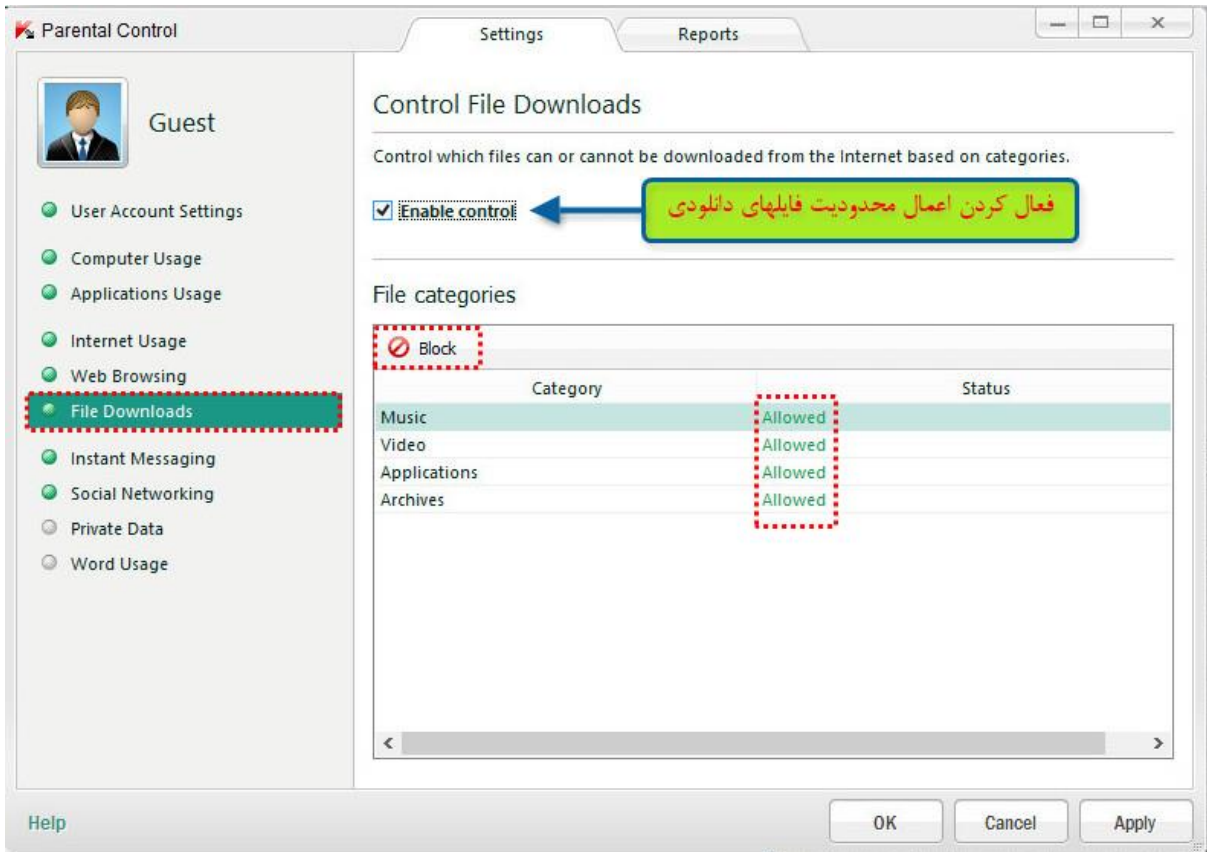 Parental Control
Settings
Reports
Guest
User Account Settings
Computer Usage
Applications Usage
Internet Usage
Web Browsing
File Downloads
Instant Messaging
Social Networking
Private Data
Word Usage
Control File Downloads
Control which files can or cannot be downloaded from the Internet based on categories.
Enable control
فعال کردن اعمال محدودیت فایلهای دانلودی
File categories
Block
Category Status
Music Allowed
Video Allowed
Applications Allowed
Archives Allowed
Help
OK
Cancel
Apply